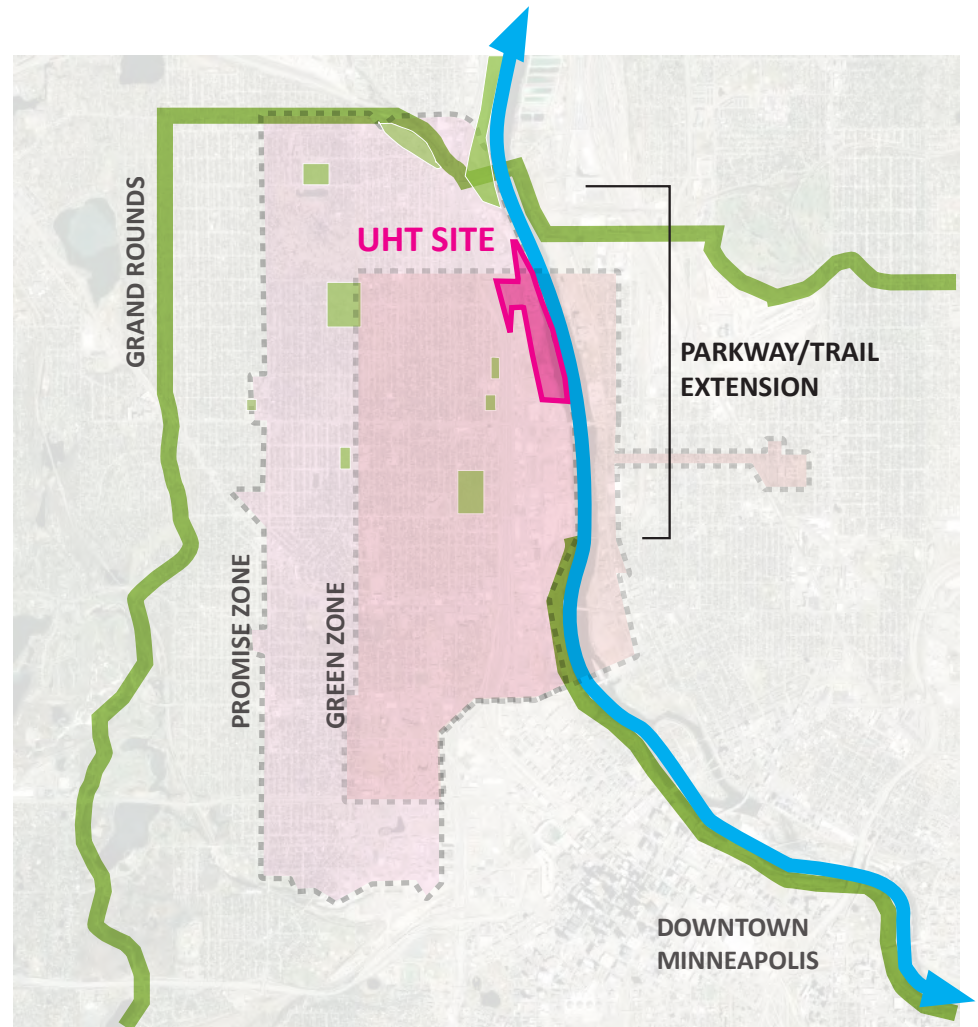 UHT SITE
GRAND ROUNDS
PARKWAY/TRAIL
EXTENSION
PROMISE ZONE
GREEN ZONE
DOWNTOWN
MINNEAPOLIS